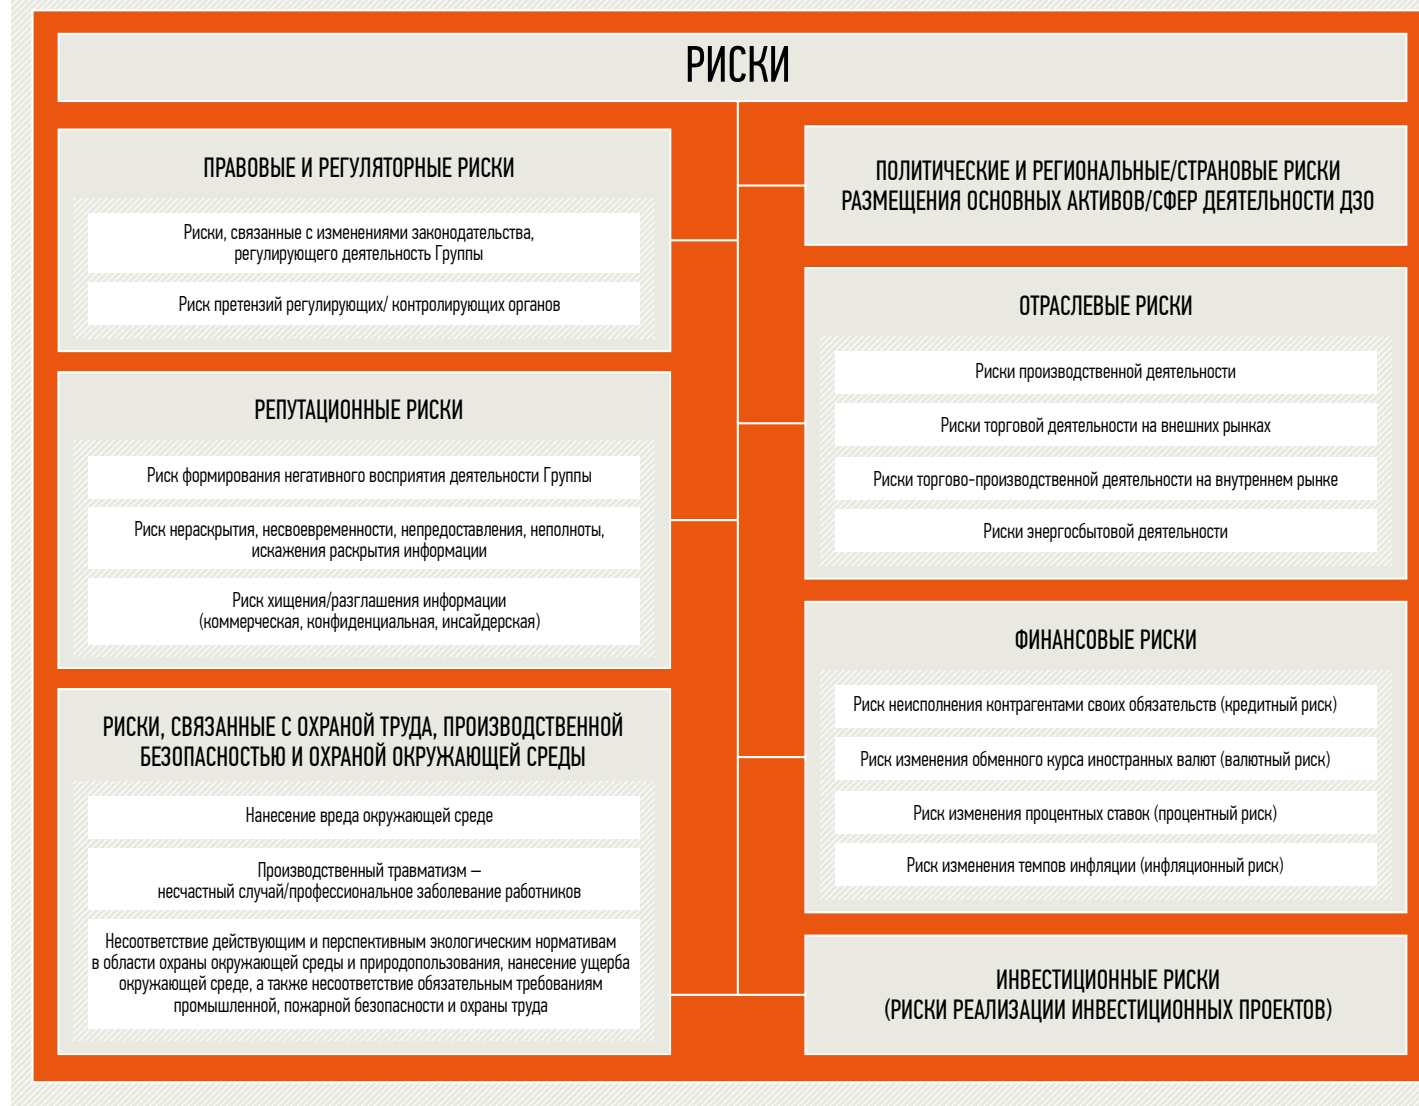 РИСКИ
ПРАВОВЫЕ И РЕГУЛЯТОРНЫЕ РИСКИ
Риски, связанные с изменениями законодательства,
регулирующего деятельность Группы
Риск претензий регулирующих/ контролирующих органов
РЕПУТАЦИОННЫЕ РИСКИ
Риск формирования негативного восприятия деятельности Группы
Риск нераскрытия, несвоевременности, непредоставления, неполноты,
искажения раскрытия информации
Риск хищения/разглашения информации
(коммерческая, конфиденциальная, инсайдерская)
РИСКИ, СВЯЗАННЫЕ С ОХРАНОЙ ТРУДА, ПРОИЗВОДСТВЕННОЙ
БЕЗОПАСНОСТЬЮ И ОХРАНОЙ ОКРУЖАЮЩЕЙ СРЕДЫ
Нанесение вреда окружающей среде
Производственный травматизм –
несчастный случай/профессиональное заболевание работников
Несоответствие действующим и перспективным экологическим нормативам
в области охраны окружающей среды и природопользования, нанесение ущерба
окружающей среде, а также несоответствие обязательным требованиям
промышленной, пожарной безопасности и охраны труда
ПОЛИТИЧЕСКИЕ И РЕГИОНАЛЬНЫЕ/СТРАНОВЫЕ РИСКИ
РАЗМЕЩЕНИЯ ОСНОВНЫХ АКТИВОВ/СФЕР ДЕЯТЕЛЬНОСТИ ДЗО
ОТРАСЛЕВЫЕ РИСКИ
Риски производственной деятельности
Риски торговой деятельности на внешних рынках
Риски торгово-производственной деятельности на внутреннем рынке
Риски энергосбытовой деятельности
ФИНАНСОВЫЕ РИСКИ
Риск неисполнения контрагентами своих обязательств (кредитный риск)
Риск изменения обменного курса иностранных валют (валютный риск)
Риск изменения процентных ставок (процентный риск)
Риск изменения темпов инфляции (инфляционный риск)
ИНВЕСТИЦИОННЫЕ РИСКИ
(РИСКИ РЕАЛИЗАЦИИ ИНВЕСТИЦИОННЫХ ПРОЕКТОВ)